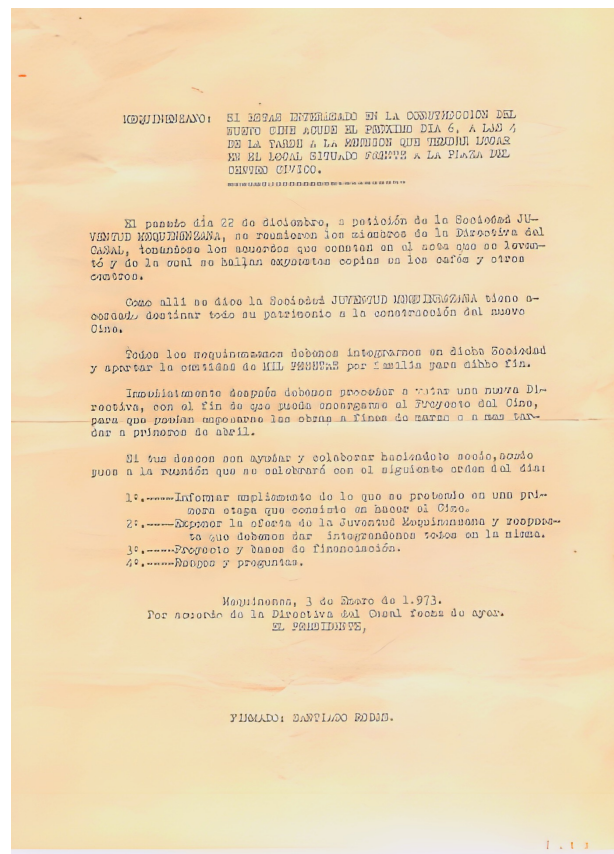 MEQUINENZANO: SI ESTAS INTERESADO EN LA CONSTRUCCION DEL
NUEVO CINE ACUDE EL PROXIMO DIA 6, A LAS 4
DE LA TARDE A LA REUNION QUE TENDRA LUGAR
EN EL LOCAL SITUADO FRENTE A LA PLAZA DEL
CENTRO CIVICO.
El pasado día 22 de diciembre, a petición de la Sociedad JU-
VENTUD MEQUINENZANA, se reunieron los miembros de la Directiva del
CASAL, tomándose los acuerdos que constan en el acta que se levan-
tó y de la cual se hallan expuestas copias en los cafés y otros
centros.
Como alli se dice la Sociedad JUVENTUD MEQUINENZANA tiene a-
cordado destinar todo su patrimonio a la construcción del nuevo
Cine.
Todos los mequinenzanos debemos integrarnos en dicha Sociedad
y aportar la cantidad de MIL PESETAS por familia para dibho fin.
Inmediatamente después debemos proceder a votar una nueva Di-
rectiva, con el fin de que pueda encargarse el Proyecto del Cine,
para que puedan empezarse las obras a fines de marzo o a mas tar-
dar a primeros de abril.
Si tus deseos son ayudar y colaborar haciendote socio, acude
pues a la reunión que se celebrará con el siguiente orden del dia:
1º.-----Informar ampliamente de lo que se pretende en una pri-
mera etapa que consiste en hacer el Cine.
2º.-----Exponer la oferta de la Juventud Mequinenzana y respues-
ta que debemos dar integrandonos todos en la misma.
3º.-----Proyecto y bases de financiación.
4º.-----Ruegos y preguntas.
Mequinenza, 3 de Enero de 1.973.
Por acuerdo de la Directiva del Casal fecha de ayer.
EL PRESIDENTE,
FIRMADO: SANTIAGO RODES.